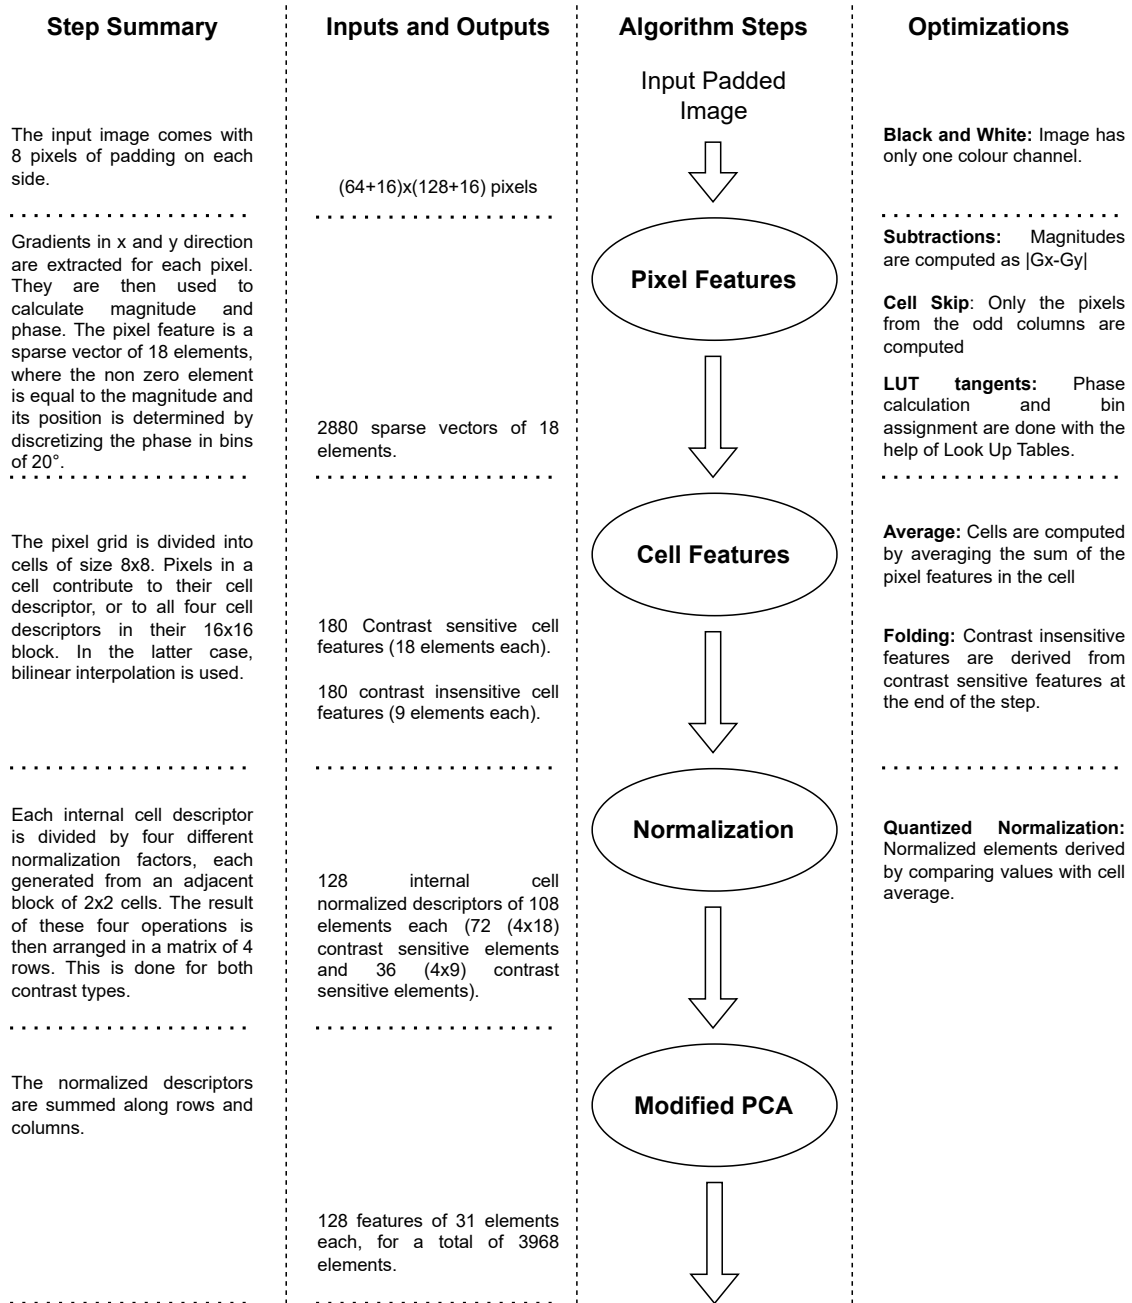 Step Summary
Inputs and Outputs
Algorithm Steps
Optimizations
Input Padded
Image
The input image comes with
8 pixels of padding on each
side.
(64+16)x(128+16) pixels
Black and White: Image has
only one colour channel.
Gradients in x and y direction
are extracted for each pixel.
They are then used to
calculate magnitude and
phase. The pixel feature is a
sparse vector of 18 elements,
where the non zero element
is equal to the magnitude and
its position is determined by
discretizing the phase in bins
of 20°.
2880 sparse vectors of 18
elements.
Pixel Features
Subtractions: Magnitudes
are computed as |Gx-Gy|
Cell Skip: Only the pixels
from the odd columns are
computed
LUT tangents: Phase
calculation and bin
assignment are done with the
help of Look Up Tables.
The pixel grid is divided into
cells of size 8x8. Pixels in a
cell contribute to their cell
descriptor, or to all four cell
descriptors in their 16x16
block. In the latter case,
bilinear interpolation is used.
180 Contrast sensitive cell
features (18 elements each).
180 contrast insensitive cell
features (9 elements each).
Cell Features
Average: Cells are computed
by averaging the sum of the
pixel features in the cell
Folding: Contrast insensitive
features are derived from
contrast sensitive features at
the end of the step.
Each internal cell descriptor
is divided by four different
normalization factors, each
generated from an adjacent
block of 2x2 cells. The result
of these four operations is
then arranged in a matrix of 4
rows. This is done for both
contrast types.
128 internal cell
normalized descriptors of 108
elements each (72 (4x18)
contrast sensitive elements
and 36 (4x9) contrast
sensitive elements).
Normalization
Quantized Normalization:
Normalized elements derived
by comparing values with cell
average.
The normalized descriptors
are summed along rows and
columns.
128 features of 31 elements
each, for a total of 3968
elements.
Modified PCA